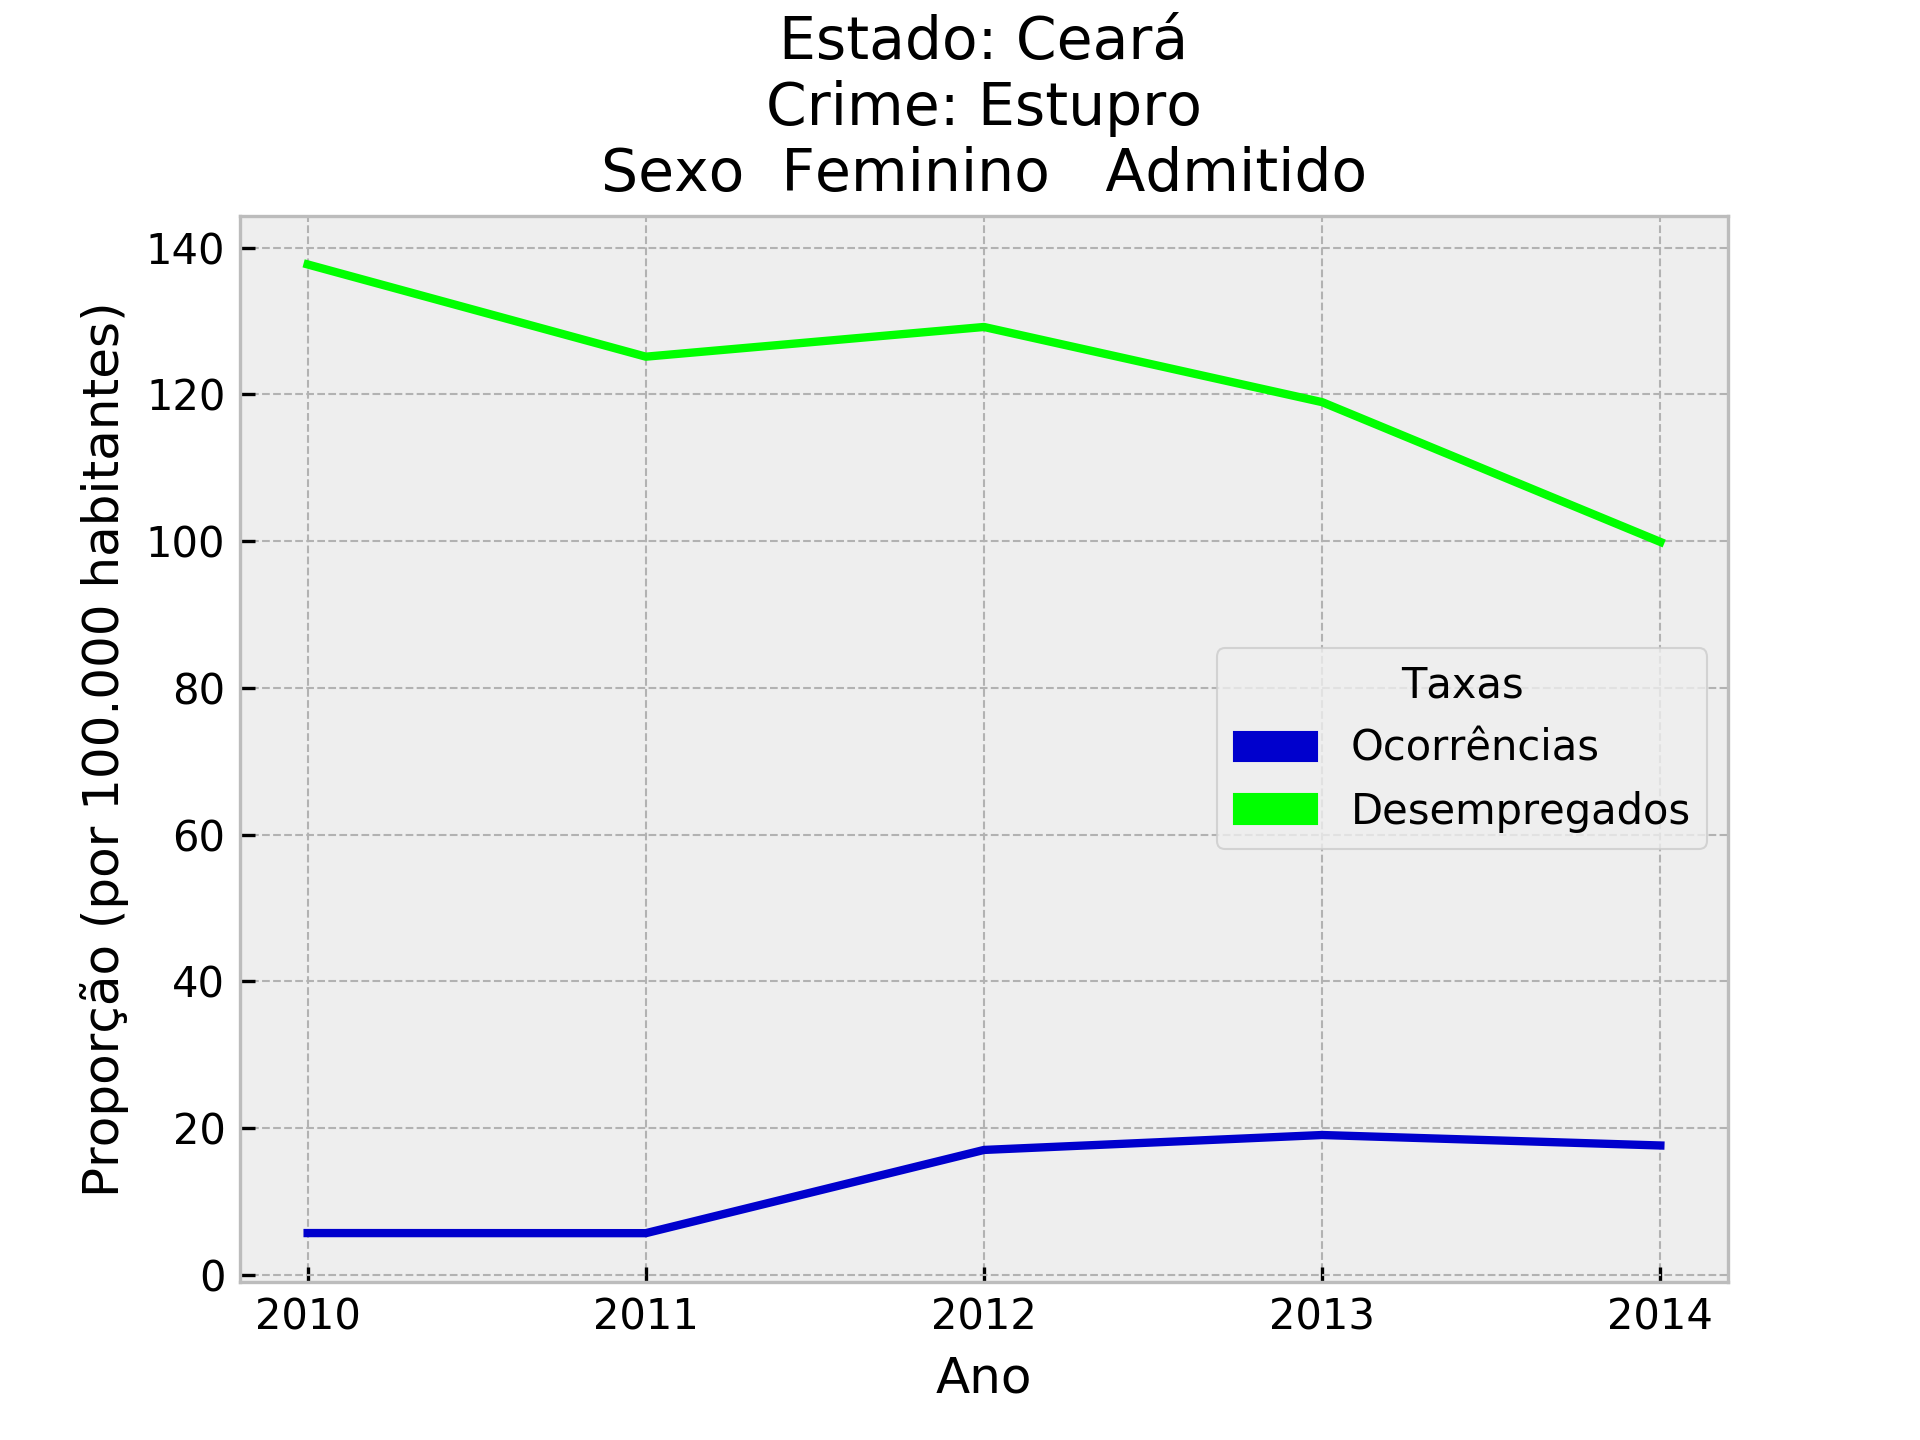 Estado: Ceará
Crime: Estupro
Sexo  Feminino   Admitido
Proporção (por 100.000 habitantes)
140
120
100
80
60
40
20
0
Taxas
Ocorrências
Desempregados
2010 2011 2012 2013 2014
Ano